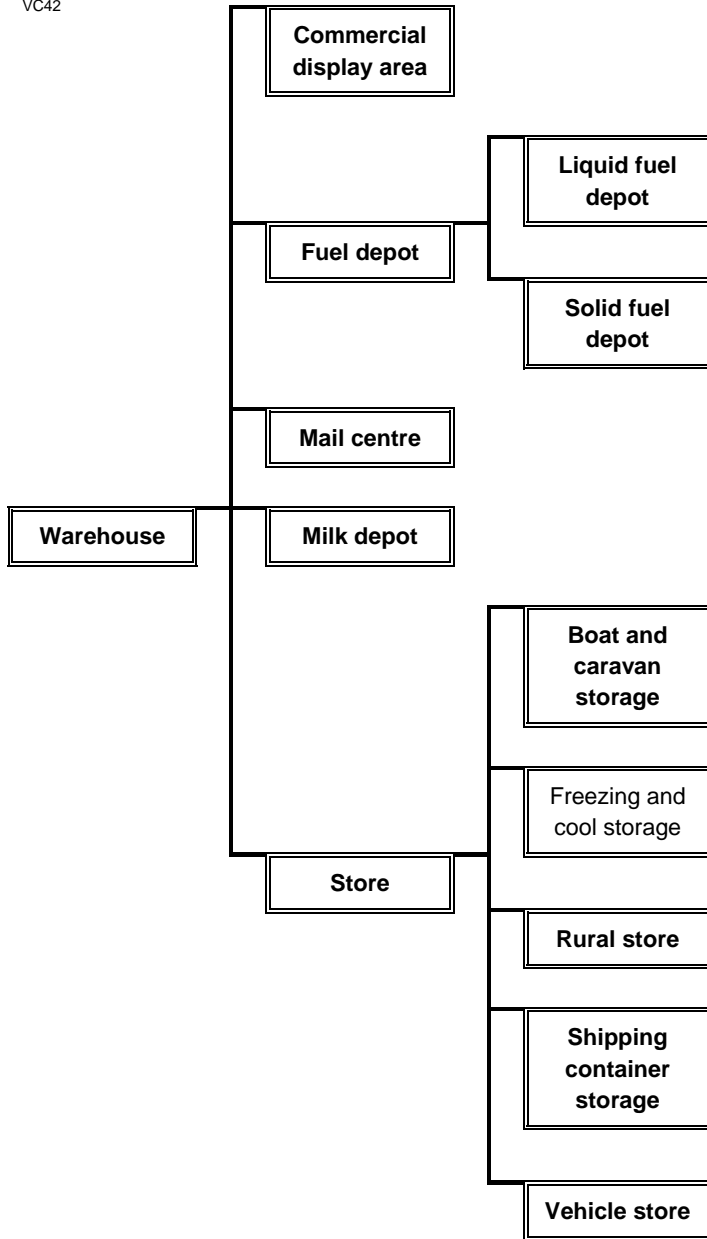 VC42
Commercial
display area
Liquid fuel
depot
Fuel depot
Solid fuel
depot
Mail centre
Warehouse
Milk depot
Boat and
caravan
storage
Freezing and
cool storage
Store
Rural store
Shipping
container
storage
Vehicle store